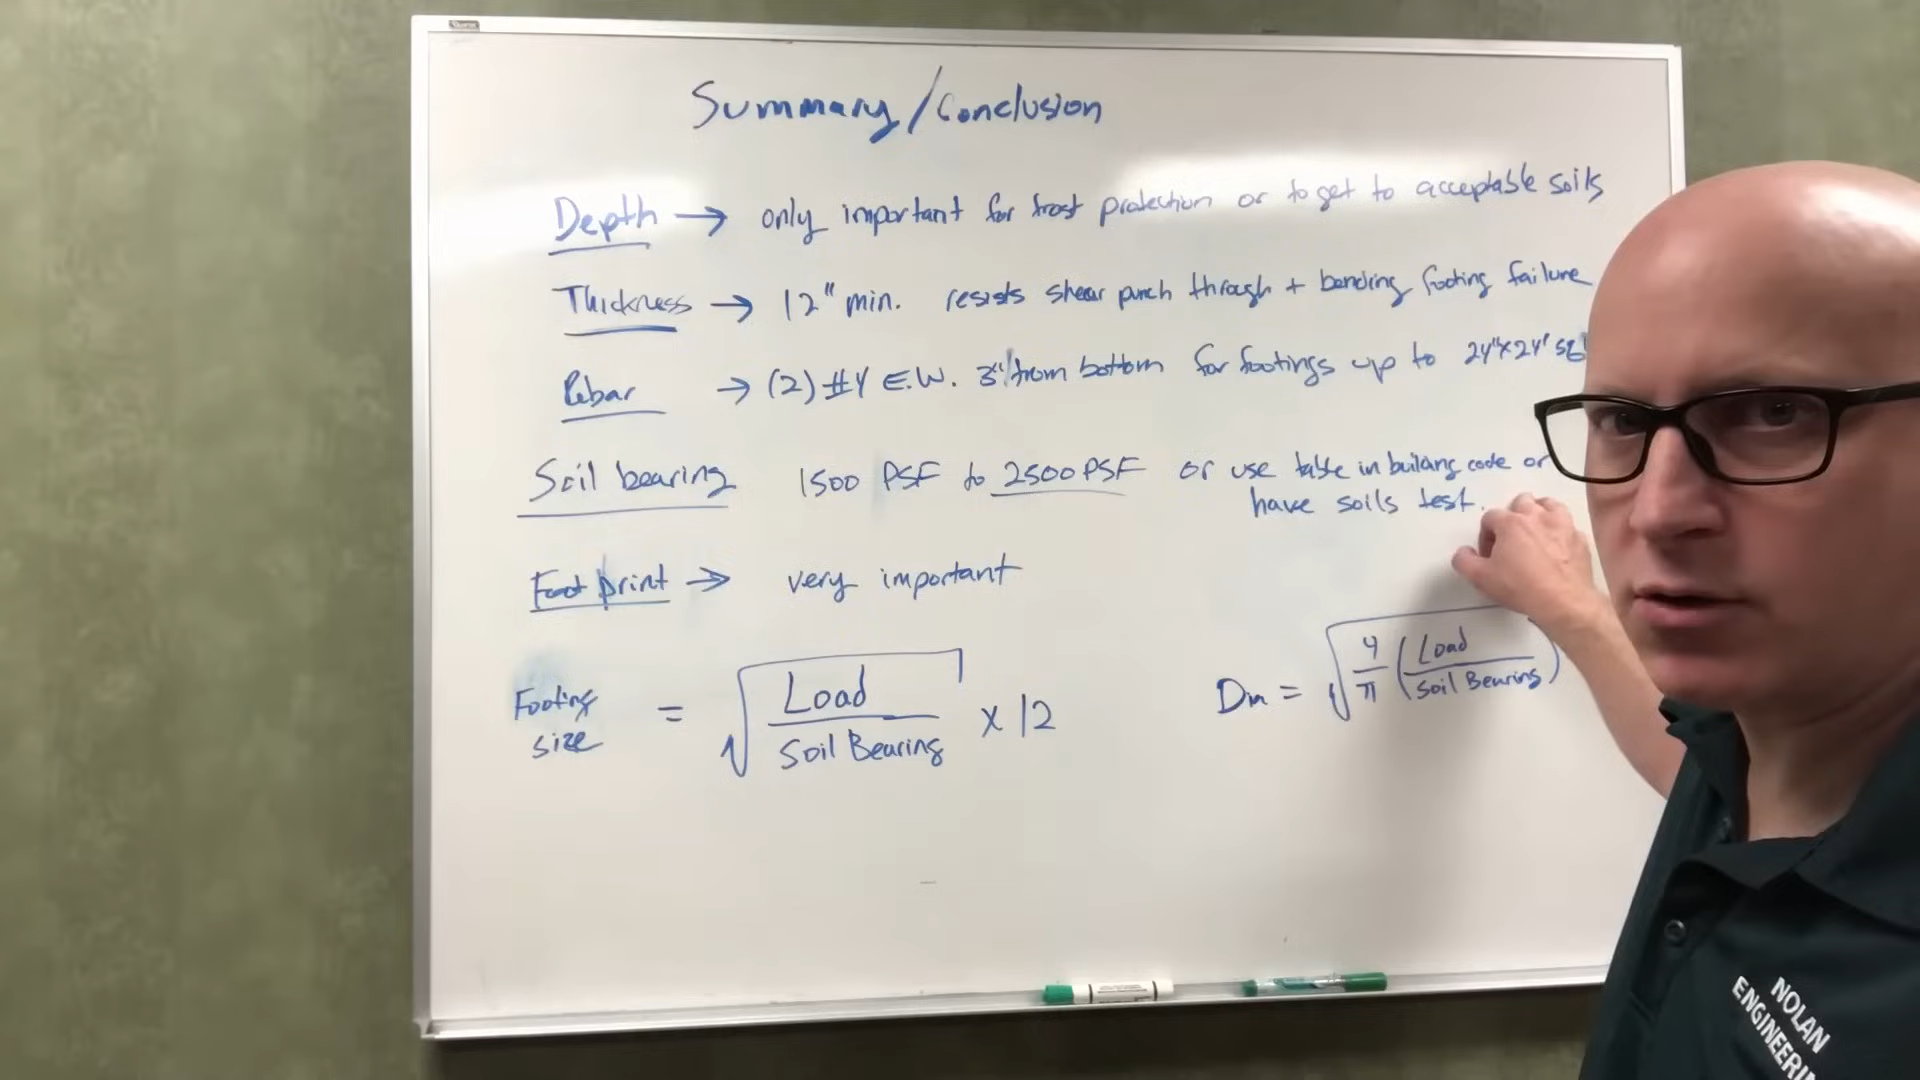 Summary/Conclusion
Depth → only important for frost protection or to get to acceptable soils
Thickness → 12" min. resists shear punch through + bending footing failure
Rebar → (2) #4 E.W. 3" from bottom for footings up to 24"x24" sq
Soil bearing 1500 PSF to 2500 PSF or use table in building code or
have soils test.
Foot print → very important
Footing size = √(Load / Soil Bearing) x 12
Dia = √(4/π (Load / Soil Bearing))
NOLAN
ENGINEERIN